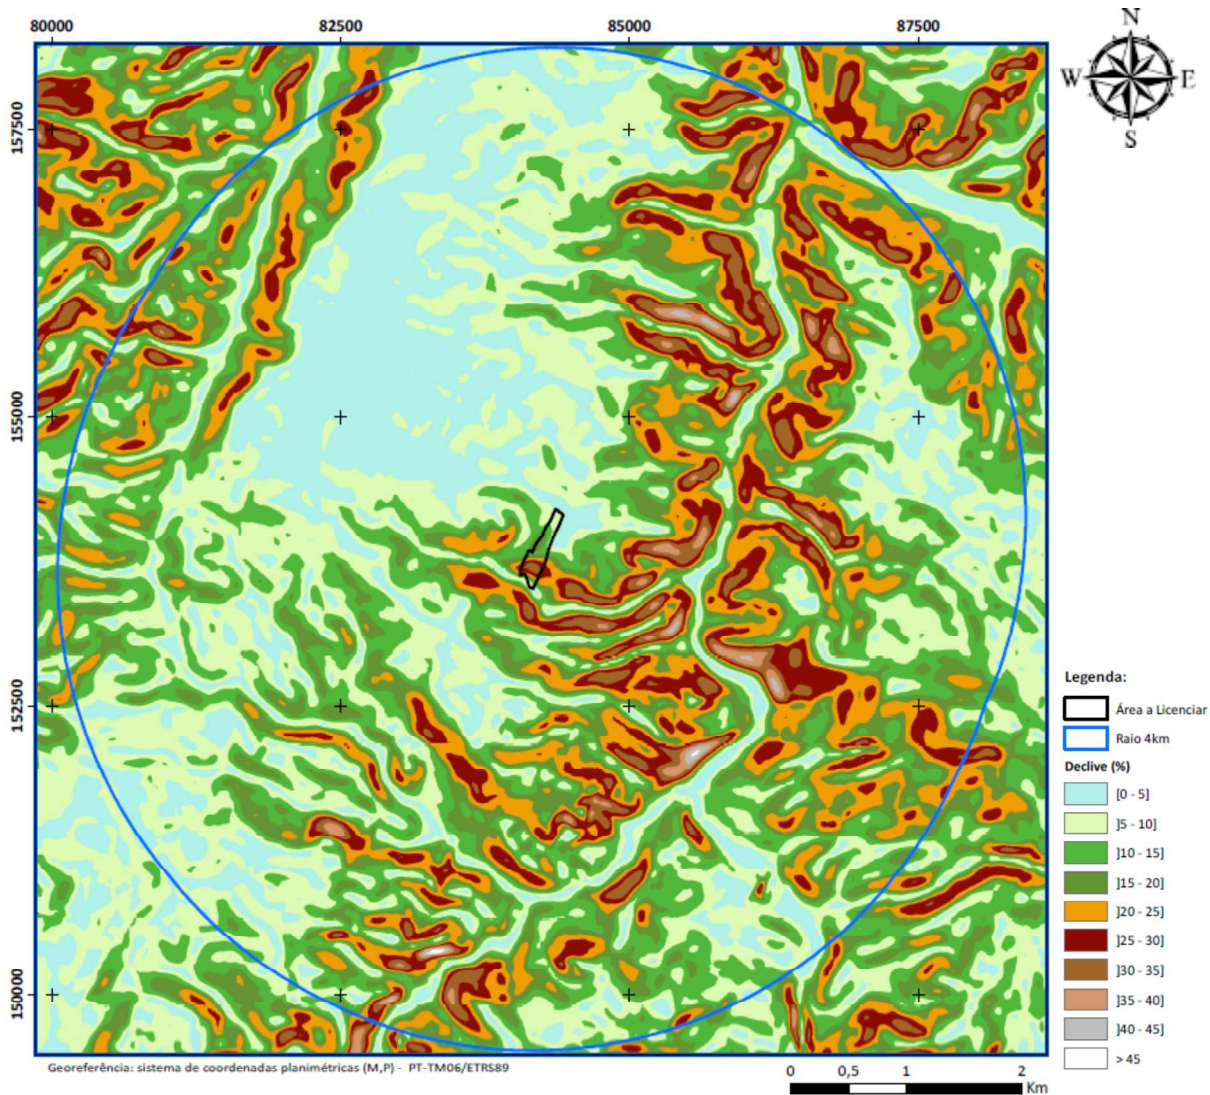 80000 82500 85000 87500
N
W E
S
157500
155000
152500
150000
Legenda:
Área a Licenciar
Raio 4km
Declive (%)
[0 - 5]
]5 - 10]
]10 - 15]
]15 - 20]
]20 - 25]
]25 - 30]
]30 - 35]
]35 - 40]
]40 - 45]
> 45
Georeferência: sistema de coordenadas planimétricas (M,P) - PT-TM06/ETRS89
0 0,5 1 2
Km